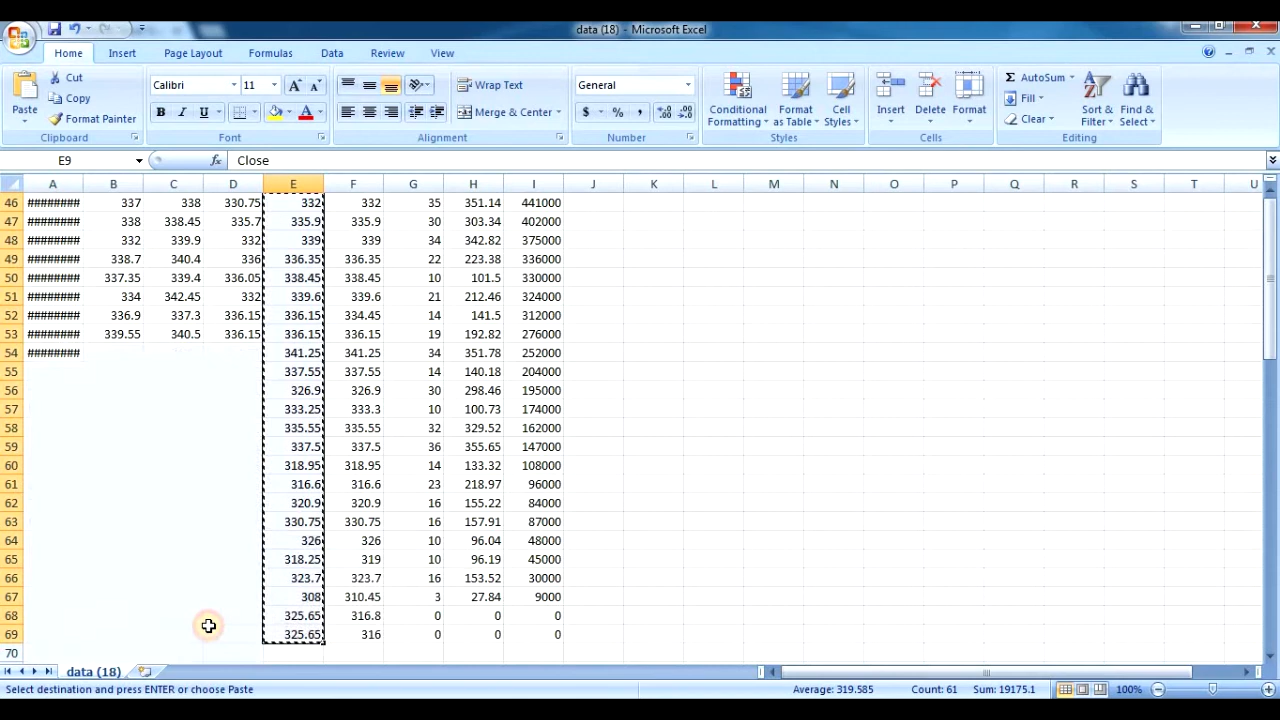 data (18) - Microsoft Excel
Home Insert Page Layout Formulas Data Review View
Paste Cut Copy Format Painter Clipboard
Calibri 11 A A B I U A Font
Wrap Text Merge & Center Alignment
General $ % , Number
Conditional Formatting Format as Table Cell Styles Styles
Insert Delete Format Cells
Σ AutoSum Fill Clear Sort & Filter Find & Select Editing
E9 fx Close
A B C D E F G H I J K L M N O P Q R S T U
46 ######## 337 338 330.75 332 332 35 351.14 441000
47 ######## 338 338.45 335.7 335.9 335.9 30 303.34 402000
48 ######## 332 339.9 332 339 339 34 342.82 375000
49 ######## 338.7 340.4 336 336.35 336.35 22 223.38 336000
50 ######## 337.35 339.4 336.05 338.45 338.45 10 101.5 330000
51 ######## 334 342.45 332 339.6 339.6 21 212.46 324000
52 ######## 336.9 337.3 336.15 336.15 334.45 14 141.5 312000
53 ######## 339.55 340.5 336.15 336.15 336.15 19 192.82 276000
54 ######## 341.25 341.25 34 351.78 252000
55 337.55 337.55 14 140.18 204000
56 326.9 326.9 30 298.46 195000
57 333.25 333.3 10 100.73 174000
58 335.55 335.55 32 329.52 162000
59 337.5 337.5 36 355.65 147000
60 318.95 318.95 14 133.32 108000
61 316.6 316.6 23 218.97 96000
62 320.9 320.9 16 155.22 84000
63 330.75 330.75 16 157.91 87000
64 326 326 10 96.04 48000
65 318.25 319 10 96.19 45000
66 323.7 323.7 16 153.52 30000
67 308 310.45 3 27.84 9000
68 325.65 316.8 0 0 0
69 325.65 316 0 0 0
70
data (18)
Select destination and press ENTER or choose Paste Average: 319.585 Count: 61 Sum: 19175.1 100%